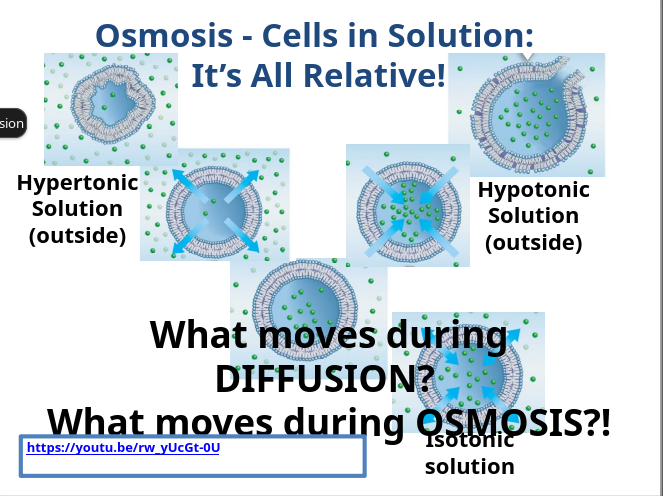 Osmosis - Cells in Solution:
It's All Relative!
sion
Hypertonic
Solution
(outside)
Hypotonic
Solution
(outside)
What moves during
DIFFUSION?
What moves during OSMOSIS?!
Isotonic
solution
https://youtu.be/rw_yUcGt-0U